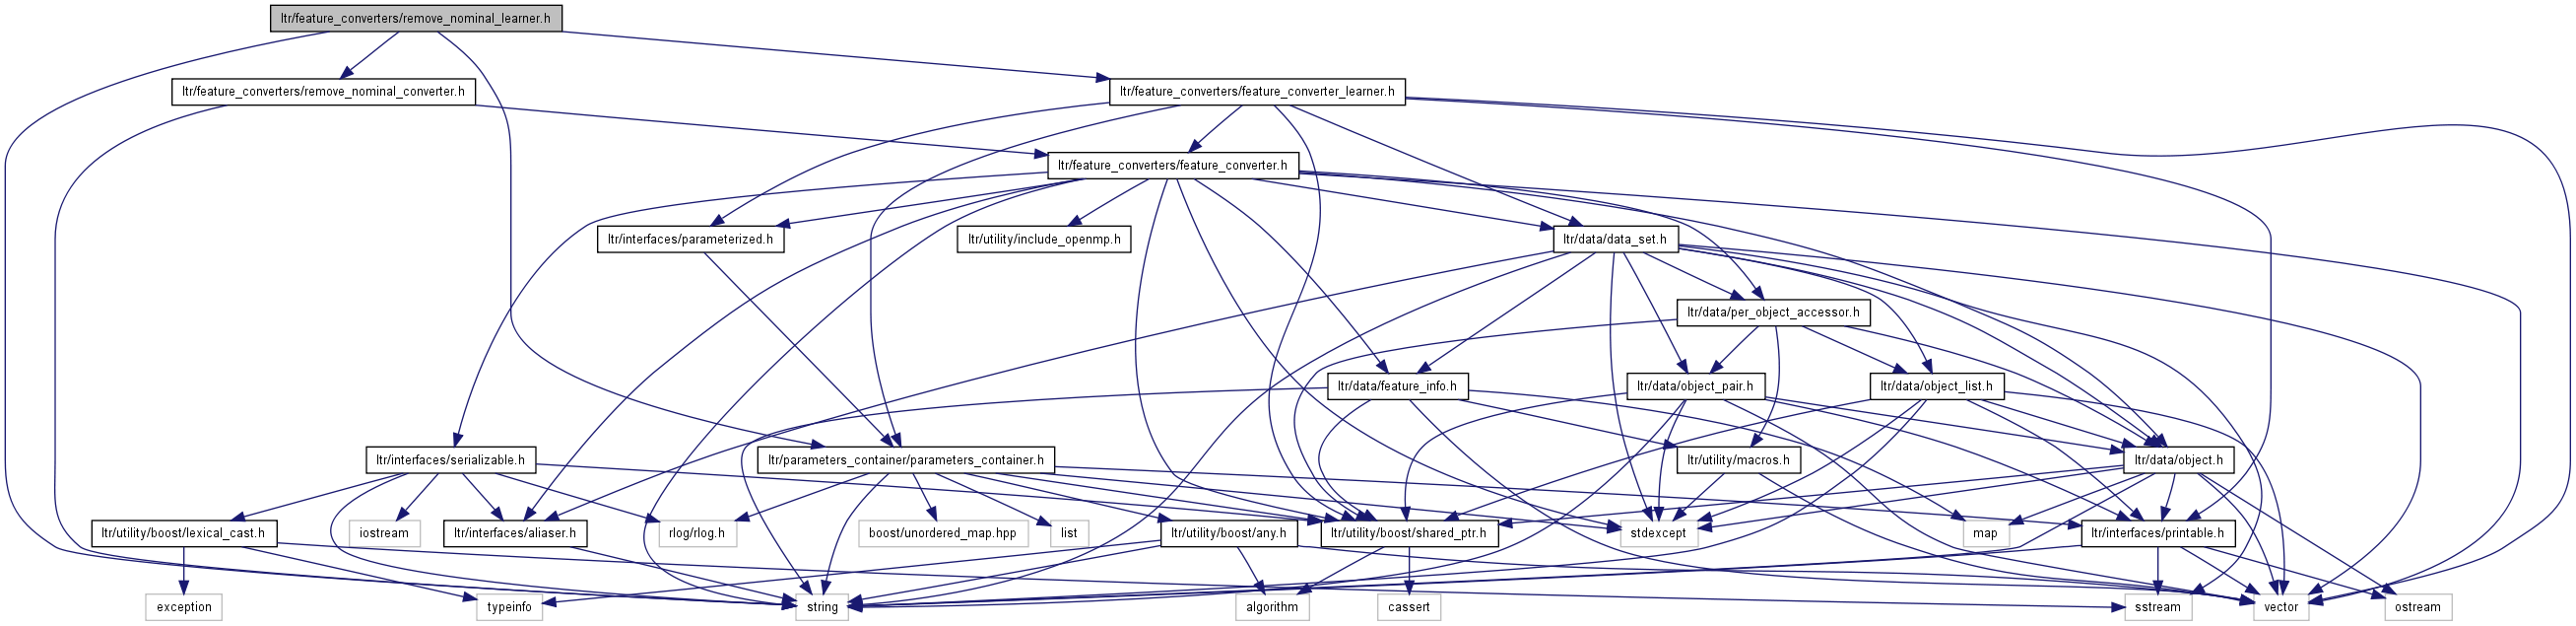 ltr/feature_converters/remove_nominal_learner.h
ltr/feature_converters/remove_nominal_converter.h
ltr/feature_converters/feature_converter_learner.h
ltr/feature_converters/feature_converter.h
ltr/interfaces/parameterized.h
ltr/utility/include_openmp.h
ltr/data/data_set.h
ltr/data/per_object_accessor.h
ltr/data/feature_info.h
ltr/data/object_pair.h
ltr/data/object_list.h
ltr/interfaces/serializable.h
ltr/parameters_container/parameters_container.h
ltr/utility/macros.h
ltr/data/object.h
ltr/utility/boost/lexical_cast.h
iostream
ltr/interfaces/aliaser.h
rlog/rlog.h
boost/unordered_map.hpp
list
ltr/utility/boost/any.h
ltr/utility/boost/shared_ptr.h
stdexcept
map
ltr/interfaces/printable.h
exception
typeinfo
string
algorithm
cassert
sstream
vector
ostream